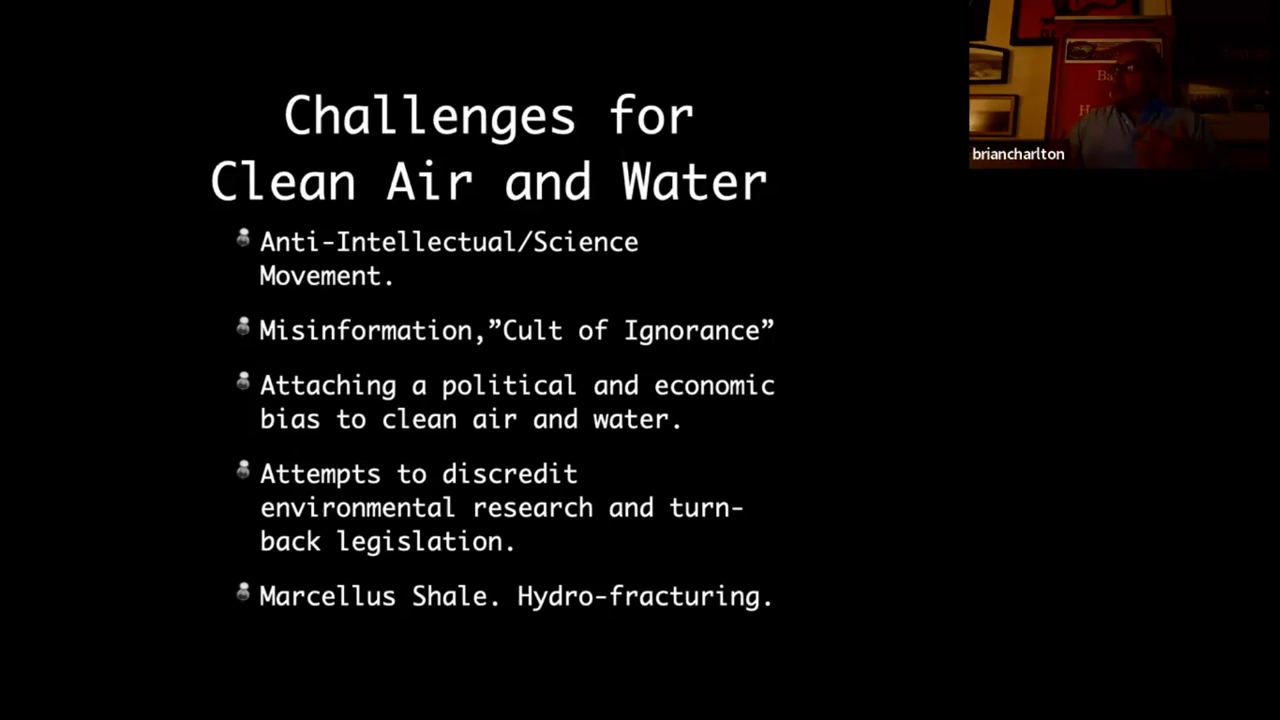 Challenges for
Clean Air and Water
Anti-Intellectual/Science
Movement.
Misinformation,”Cult of Ignorance”
Attaching a political and economic
bias to clean air and water.
Attempts to discredit
environmental research and turn-
back legislation.
Marcellus Shale. Hydro-fracturing.
briancharlton